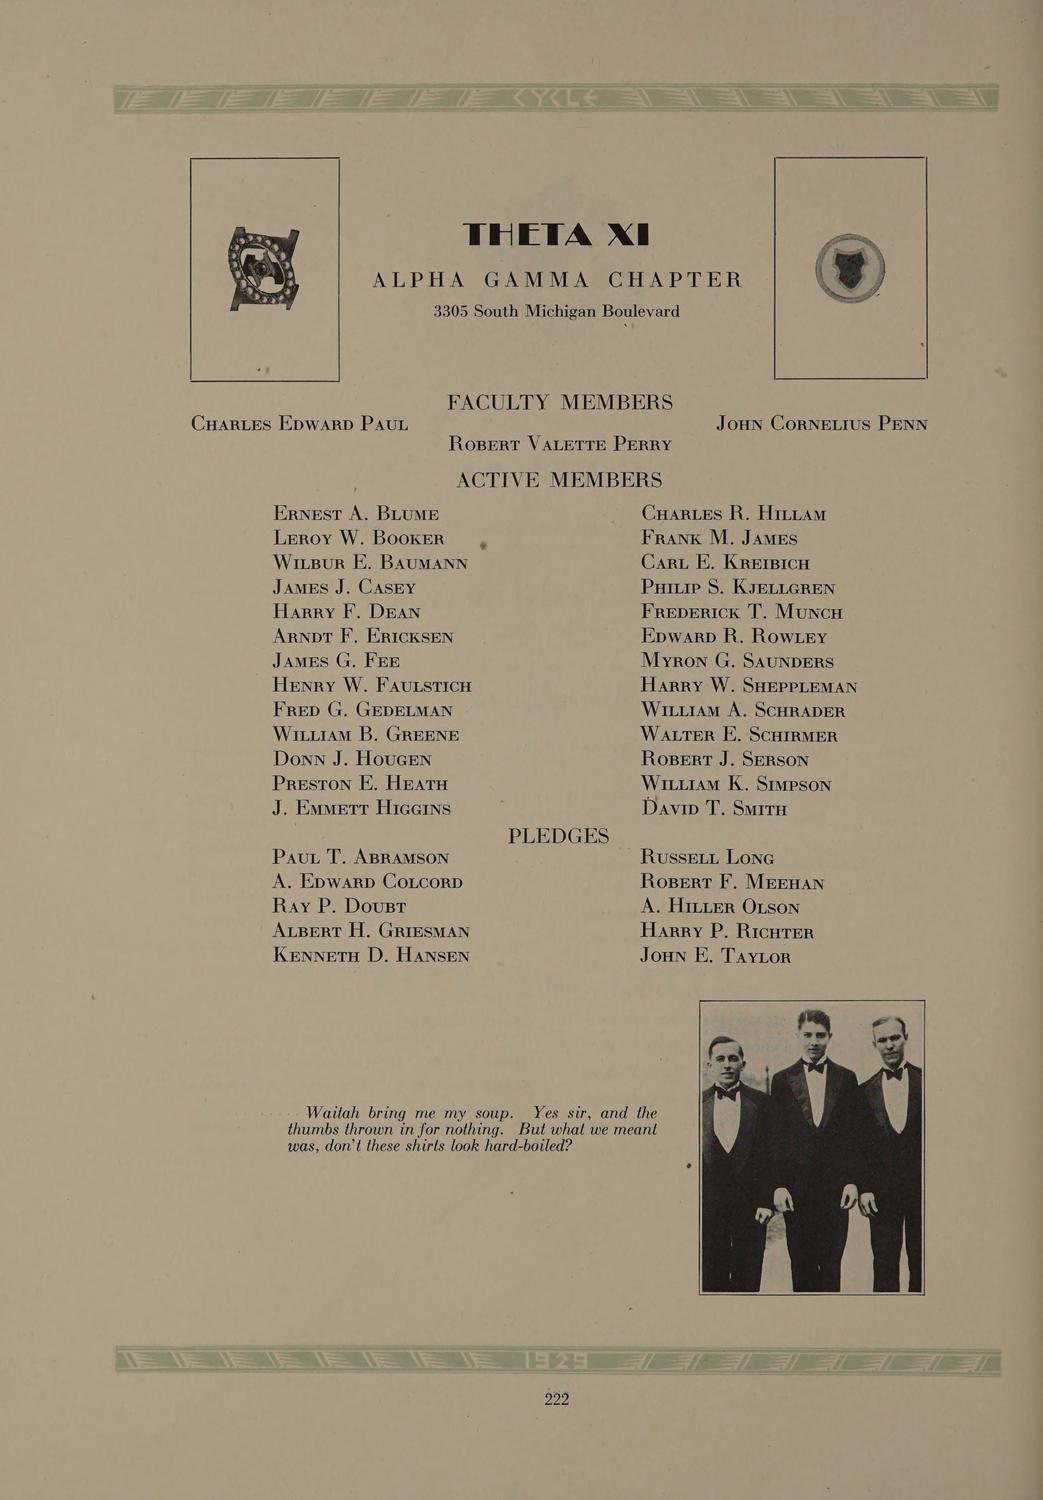 CYCLE
THETA XI
ALPHA GAMMA CHAPTER
3305 South Michigan Boulevard
FACULTY MEMBERS
CHARLES EDWARD PAUL
JOHN CORNELIUS PENN
ROBERT VALETTE PERRY
ACTIVE MEMBERS
ERNEST A. BLUME
LEROY W. BOOKER
WILBUR E. BAUMANN
JAMES J. CASEY
HARRY F. DEAN
ARNDT F. ERICKSEN
JAMES G. FEE
HENRY W. FAULSTICH
FRED G. GEDELMAN
WILLIAM B. GREENE
DONN J. HOUGEN
PRESTON E. HEATH
J. EMMETT HIGGINS
CHARLES R. HILLAM
FRANK M. JAMES
CARL E. KREIBICH
PHILIP S. KJELLGREN
FREDERICK T. MUNCH
EDWARD R. ROWLEY
MYRON G. SAUNDERS
HARRY W. SHEPPLEMAN
WILLIAM A. SCHRADER
WALTER E. SCHIRMER
ROBERT J. SERSON
WILLIAM K. SIMPSON
DAVID T. SMITH
PLEDGES
PAUL T. ABRAMSON
A. EDWARD COLCORD
RAY P. DOUBT
ALBERT H. GRIESMAN
KENNETH D. HANSEN
RUSSELL LONG
ROBERT F. MEEHAN
A. HILLER OLSON
HARRY P. RICHTER
JOHN E. TAYLOR
Waitah bring me my soup. Yes sir, and the
thumbs thrown in for nothing. But what we meant
was, don't these shirts look hard-boiled?
1929
222